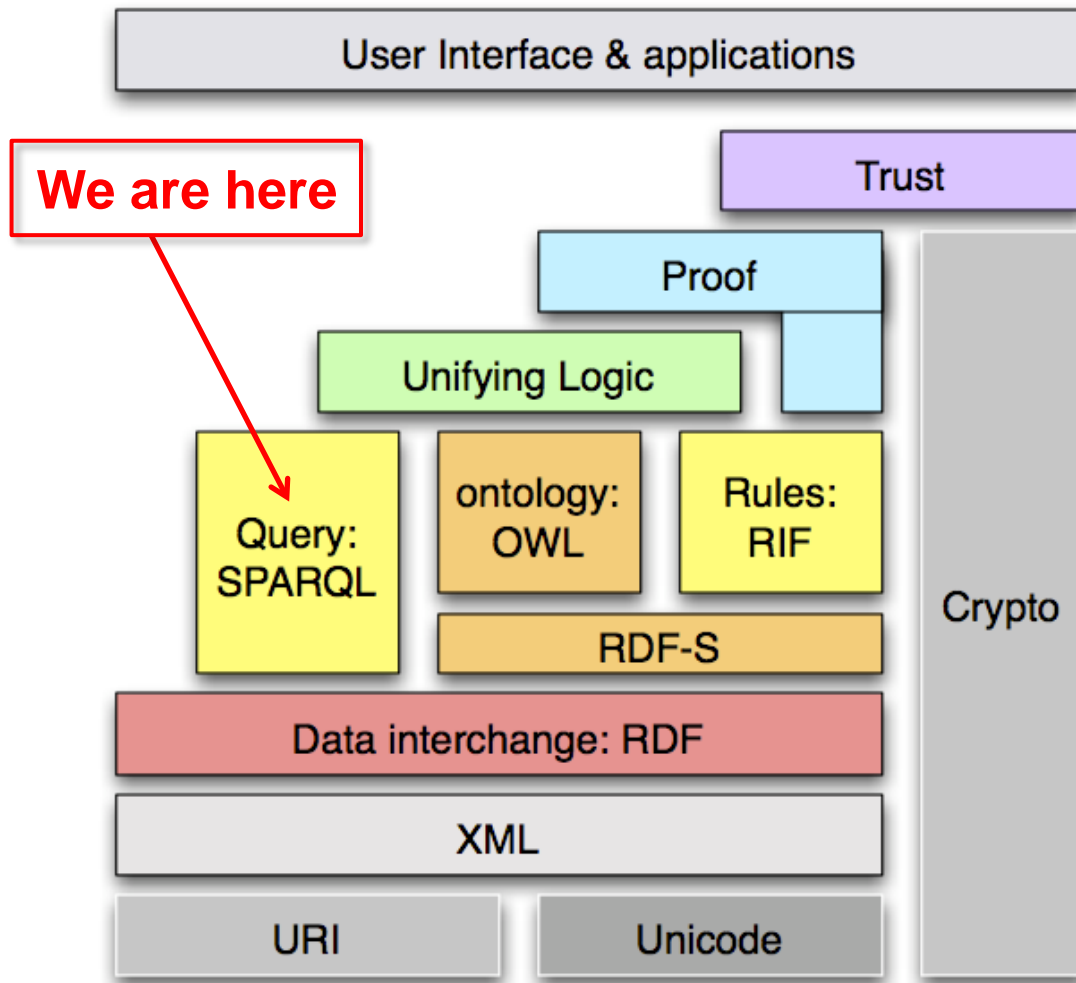 User Interface & applications
We are here
Trust
Proof
Unifying Logic
Query:
SPARQL
ontology:
OWL
Rules:
RIF
Crypto
RDF-S
Data interchange: RDF
XML
URI
Unicode